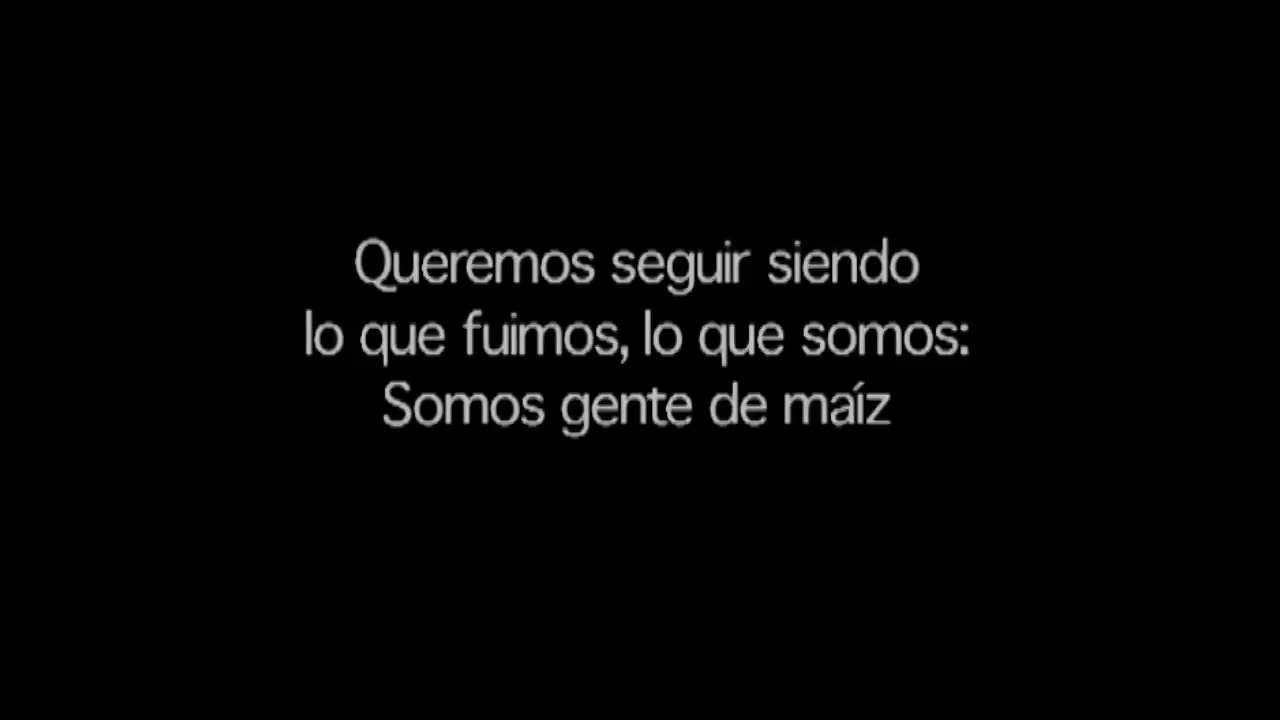 Queremos seguir siendo
lo que fuimos, lo que somos:
Somos gente de maíz